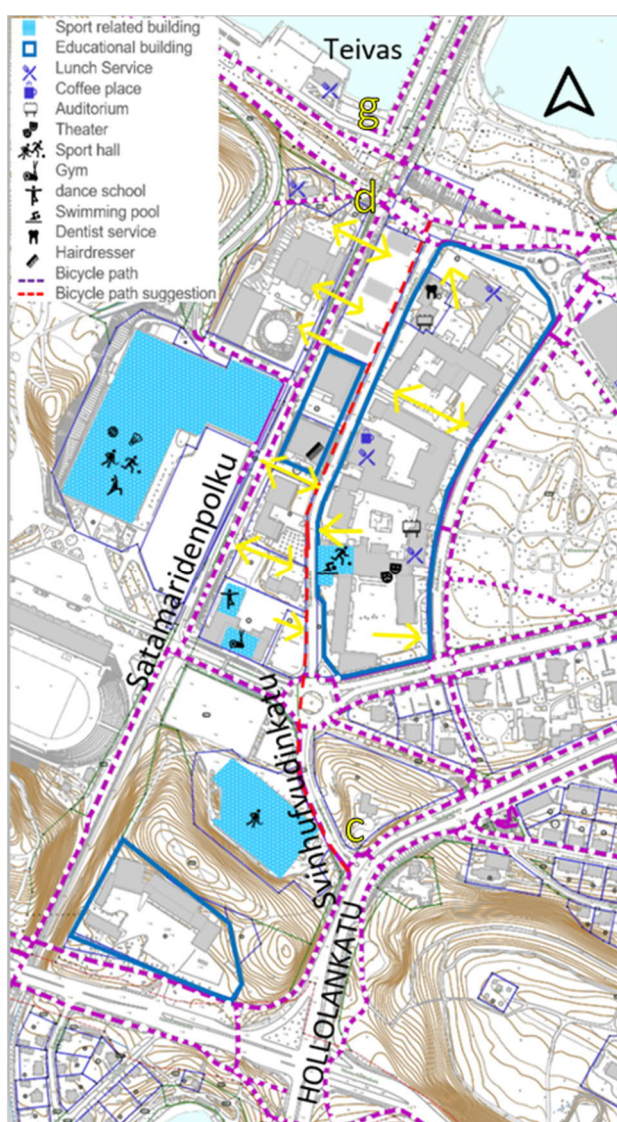 Sport related building
Educational building
Lunch Service
Coffee place
Auditorium
Theater
Sport hall
Gym
dance school
Swimming pool
Dentist service
Hairdresser
Bicycle path
Bicycle path suggestion
Teivas
g
d
Satamaridenpolku
Svinhufvudinkatu
c
HOLLOLANKATU